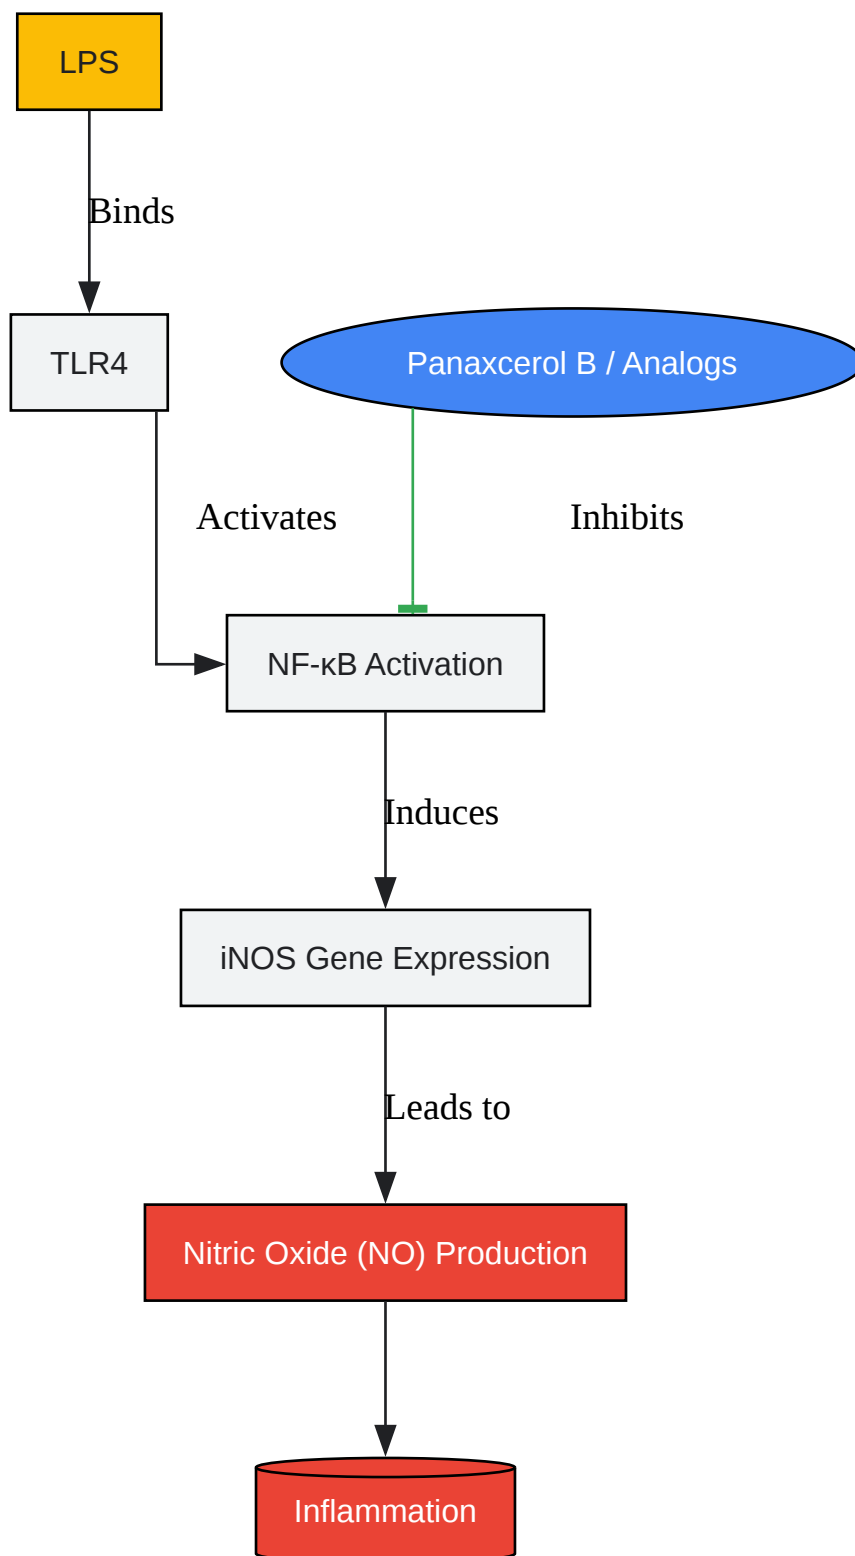 LPS
Binds
TLR4
Panaxcerol B / Analogs
Activates
Inhibits
NF-κB Activation
Induces
iNOS Gene Expression
Leads to
Nitric Oxide (NO) Production
Inflammation